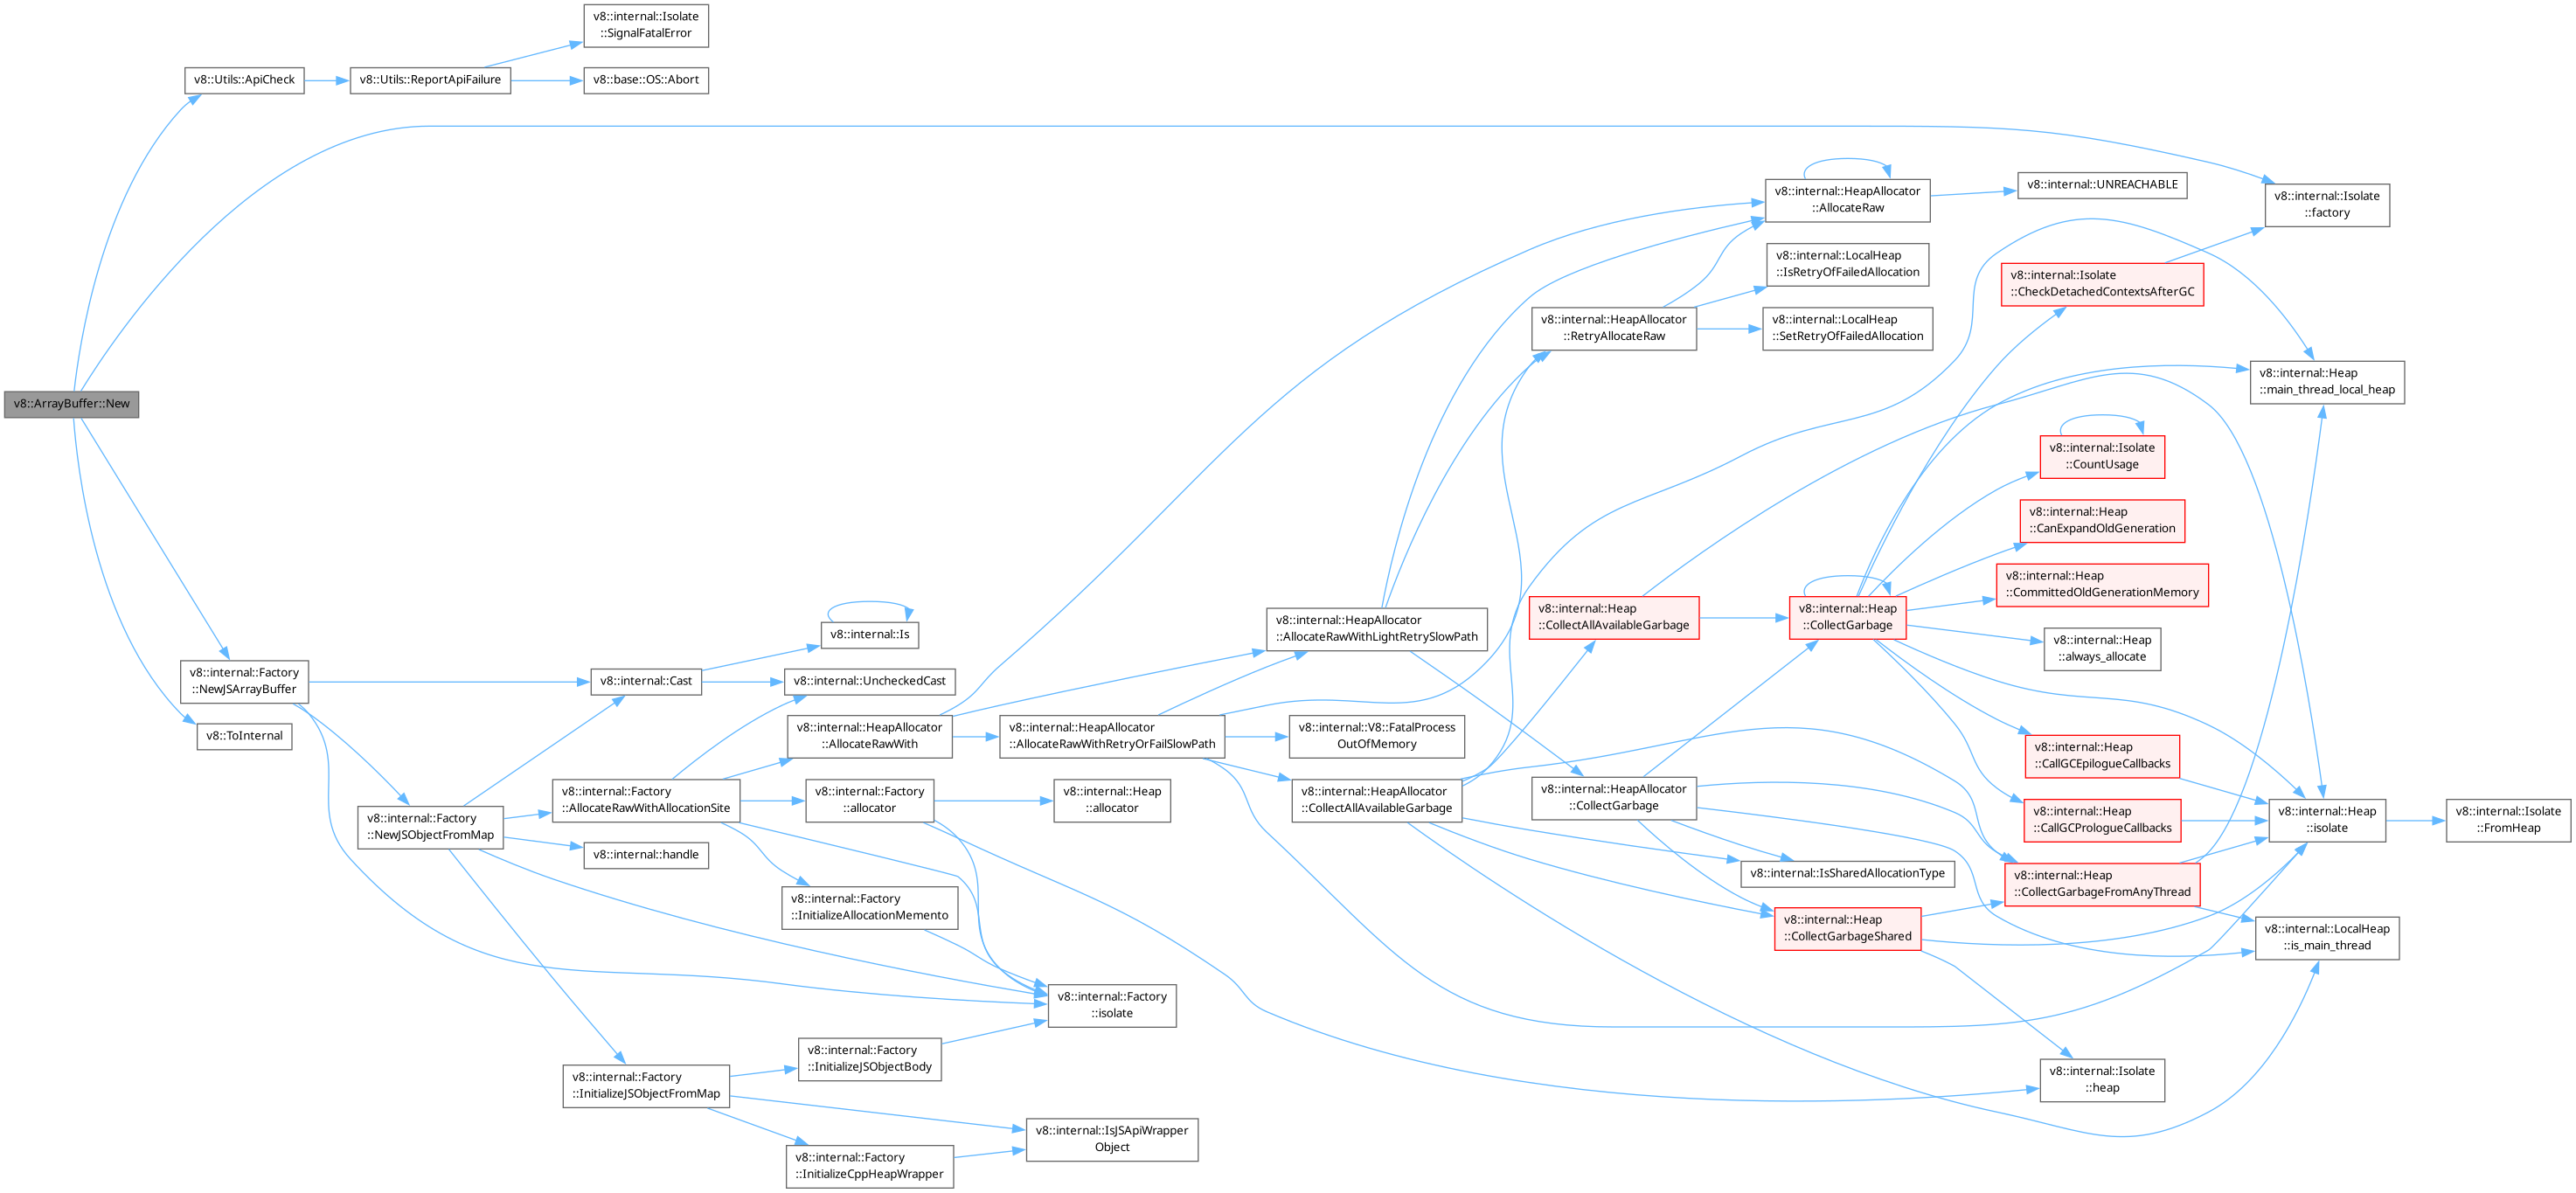 v8::internal::Isolate
::SignalFatalError
v8::Utils::ApiCheck
v8::Utils::ReportApiFailure
v8::base::OS::Abort
v8::internal::HeapAllocator
::AllocateRaw
v8::internal::UNREACHABLE
v8::internal::Isolate
::factory
v8::internal::LocalHeap
::IsRetryOfFailedAllocation
v8::internal::Isolate
::CheckDetachedContextsAfterGC
v8::internal::HeapAllocator
::RetryAllocateRaw
v8::internal::LocalHeap
::SetRetryOfFailedAllocation
v8::internal::Heap
::main_thread_local_heap
v8::ArrayBuffer::New
v8::internal::Isolate
::CountUsage
v8::internal::Heap
::CanExpandOldGeneration
v8::internal::Heap
::CommittedOldGenerationMemory
v8::internal::Is
v8::internal::HeapAllocator
::AllocateRawWithLightRetrySlowPath
v8::internal::Heap
::CollectAllAvailableGarbage
v8::internal::Heap
::CollectGarbage
v8::internal::Heap
::always_allocate
v8::internal::Factory
::NewJSArrayBuffer
v8::internal::Cast
v8::internal::UncheckedCast
v8::ToInternal
v8::internal::HeapAllocator
::AllocateRawWith
v8::internal::HeapAllocator
::AllocateRawWithRetryOrFailSlowPath
v8::internal::V8::FatalProcess
OutOfMemory
v8::internal::Heap
::CallGCEpilogueCallbacks
v8::internal::Factory
::NewJSObjectFromMap
v8::internal::Factory
::AllocateRawWithAllocationSite
v8::internal::Factory
::allocator
v8::internal::Heap
::allocator
v8::internal::HeapAllocator
::CollectAllAvailableGarbage
v8::internal::HeapAllocator
::CollectGarbage
v8::internal::Heap
::CallGCPrologueCallbacks
v8::internal::Heap
::isolate
v8::internal::Isolate
::FromHeap
v8::internal::handle
v8::internal::IsSharedAllocationType
v8::internal::Heap
::CollectGarbageFromAnyThread
v8::internal::Factory
::InitializeAllocationMemento
v8::internal::Heap
::CollectGarbageShared
v8::internal::LocalHeap
::is_main_thread
v8::internal::Factory
::isolate
v8::internal::Factory
::InitializeJSObjectFromMap
v8::internal::Factory
::InitializeJSObjectBody
v8::internal::Isolate
::heap
v8::internal::IsJSApiWrapper
Object
v8::internal::Factory
::InitializeCppHeapWrapper